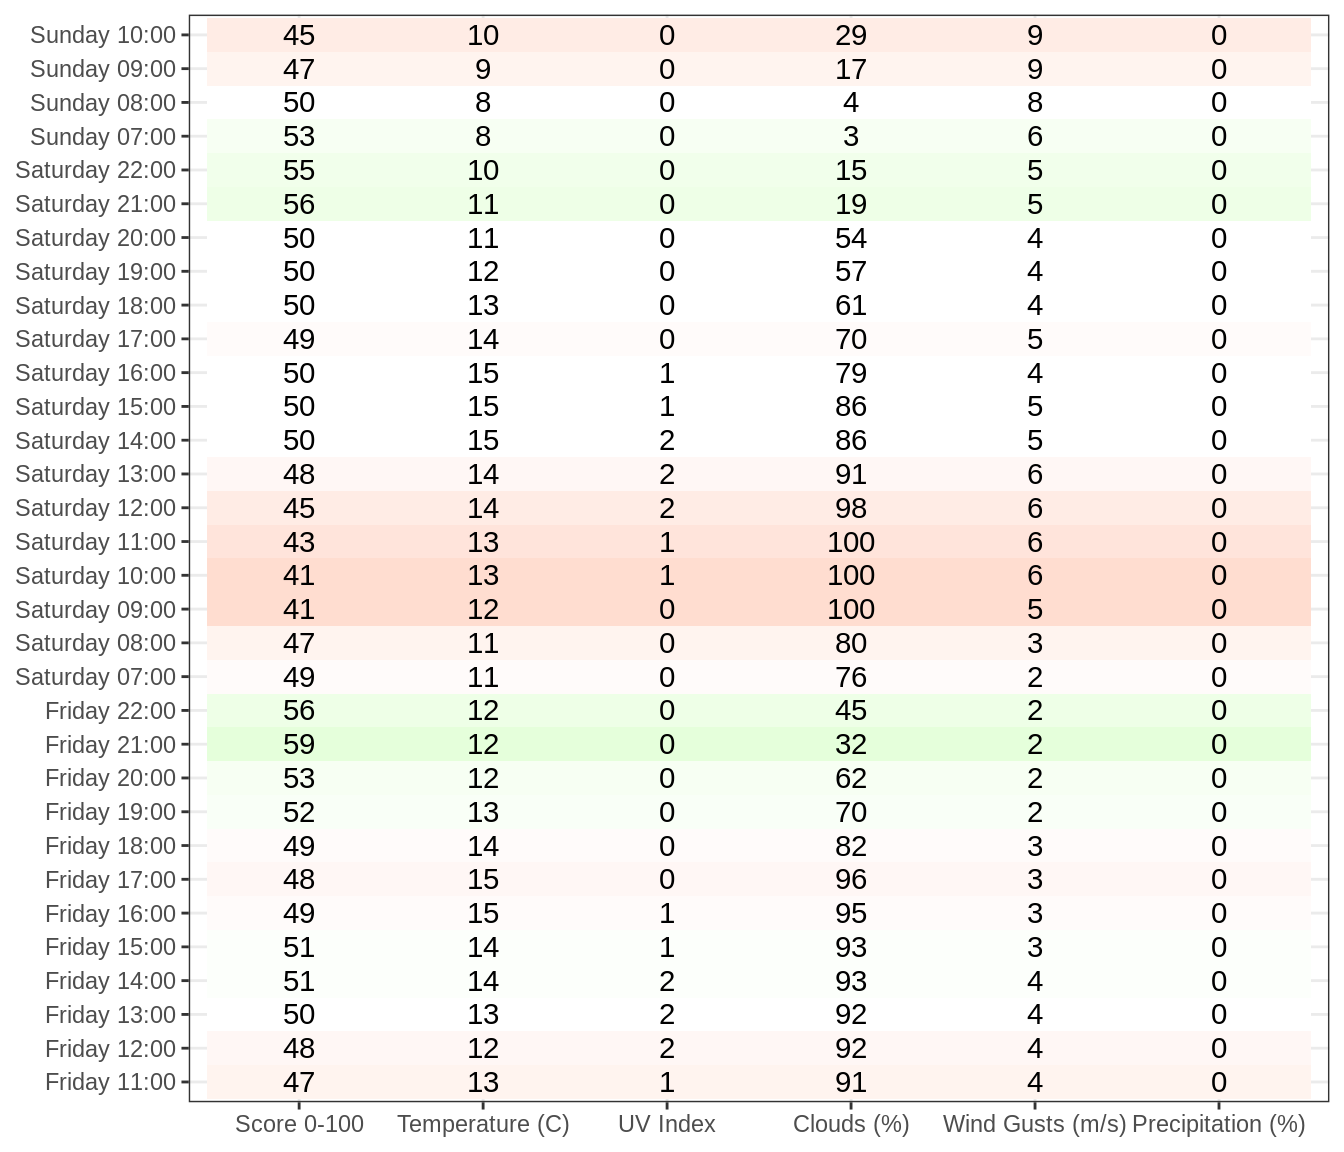 Sunday 10:00 45 10 0 29 9 0
Sunday 09:00 47 9 0 17 9 0
Sunday 08:00 50 8 0 4 8 0
Sunday 07:00 53 8 0 3 6 0
Saturday 22:00 55 10 0 15 5 0
Saturday 21:00 56 11 0 19 5 0
Saturday 20:00 50 11 0 54 4 0
Saturday 19:00 50 12 0 57 4 0
Saturday 18:00 50 13 0 61 4 0
Saturday 17:00 49 14 0 70 5 0
Saturday 16:00 50 15 1 79 4 0
Saturday 15:00 50 15 1 86 5 0
Saturday 14:00 50 15 2 86 5 0
Saturday 13:00 48 14 2 91 6 0
Saturday 12:00 45 14 2 98 6 0
Saturday 11:00 43 13 1 100 6 0
Saturday 10:00 41 13 1 100 6 0
Saturday 09:00 41 12 0 100 5 0
Saturday 08:00 47 11 0 80 3 0
Saturday 07:00 49 11 0 76 2 0
Friday 22:00 56 12 0 45 2 0
Friday 21:00 59 12 0 32 2 0
Friday 20:00 53 12 0 62 2 0
Friday 19:00 52 13 0 70 2 0
Friday 18:00 49 14 0 82 3 0
Friday 17:00 48 15 0 96 3 0
Friday 16:00 49 15 1 95 3 0
Friday 15:00 51 14 1 93 3 0
Friday 14:00 51 14 2 93 4 0
Friday 13:00 50 13 2 92 4 0
Friday 12:00 48 12 2 92 4 0
Friday 11:00 47 13 1 91 4 0
Score 0-100 Temperature (C) UV Index Clouds (%) Wind Gusts (m/s) Precipitation (%)